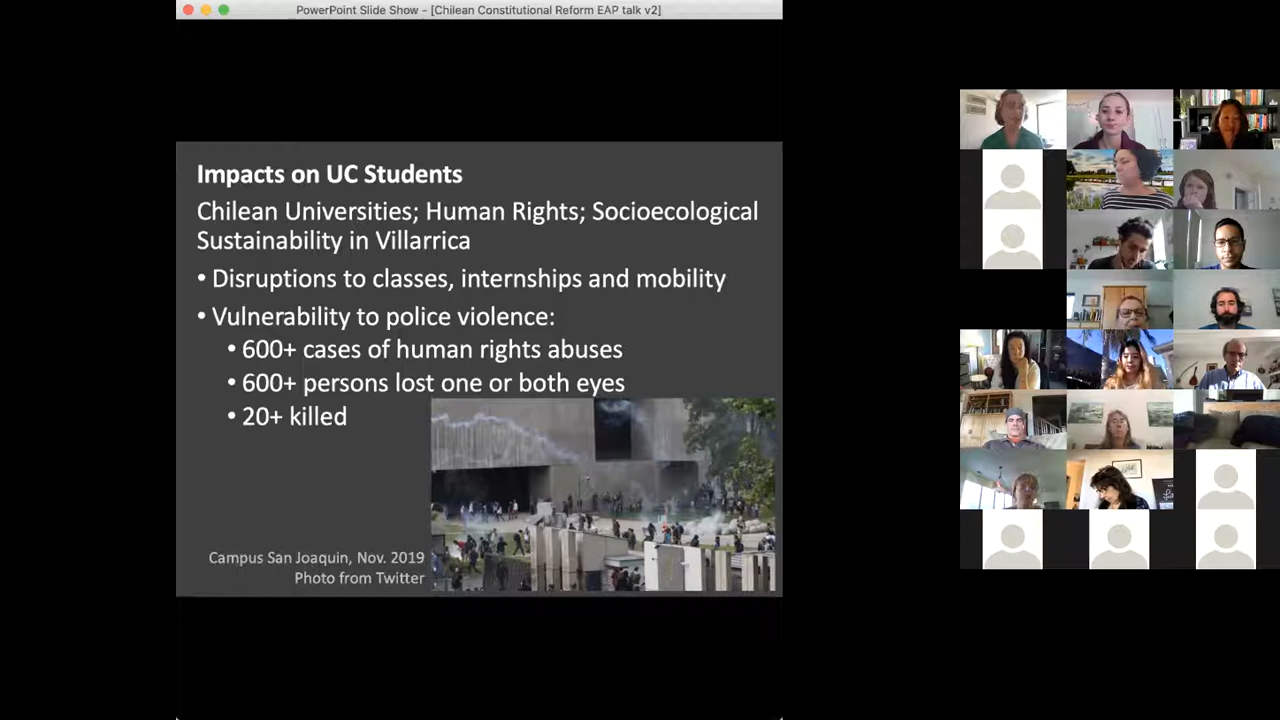 PowerPoint Slide Show - [Chilean Constitutional Reform EAP talk v2]
Impacts on UC Students
Chilean Universities; Human Rights; Socioecological
Sustainability in Villarrica
• Disruptions to classes, internships and mobility
• Vulnerability to police violence:
• 600+ cases of human rights abuses
• 600+ persons lost one or both eyes
• 20+ killed
Campus San Joaquin, Nov. 2019
Photo from Twitter